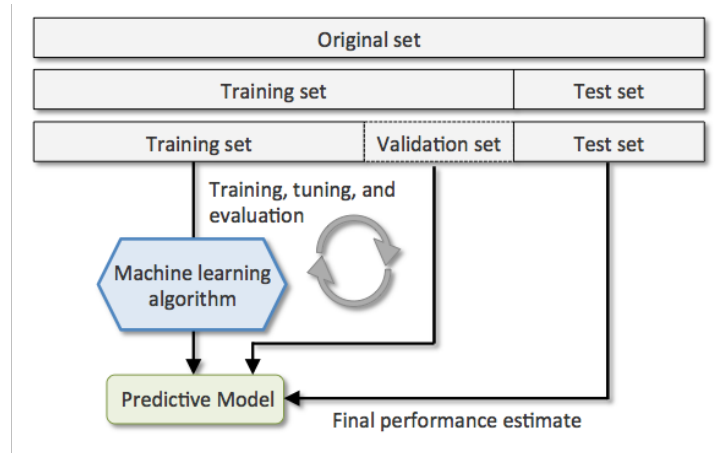 Original set
Training set
Test set
Training set
Validation set
Test set
Training, tuning, and
evaluation
Machine learning
algorithm
Predictive Model
Final performance estimate